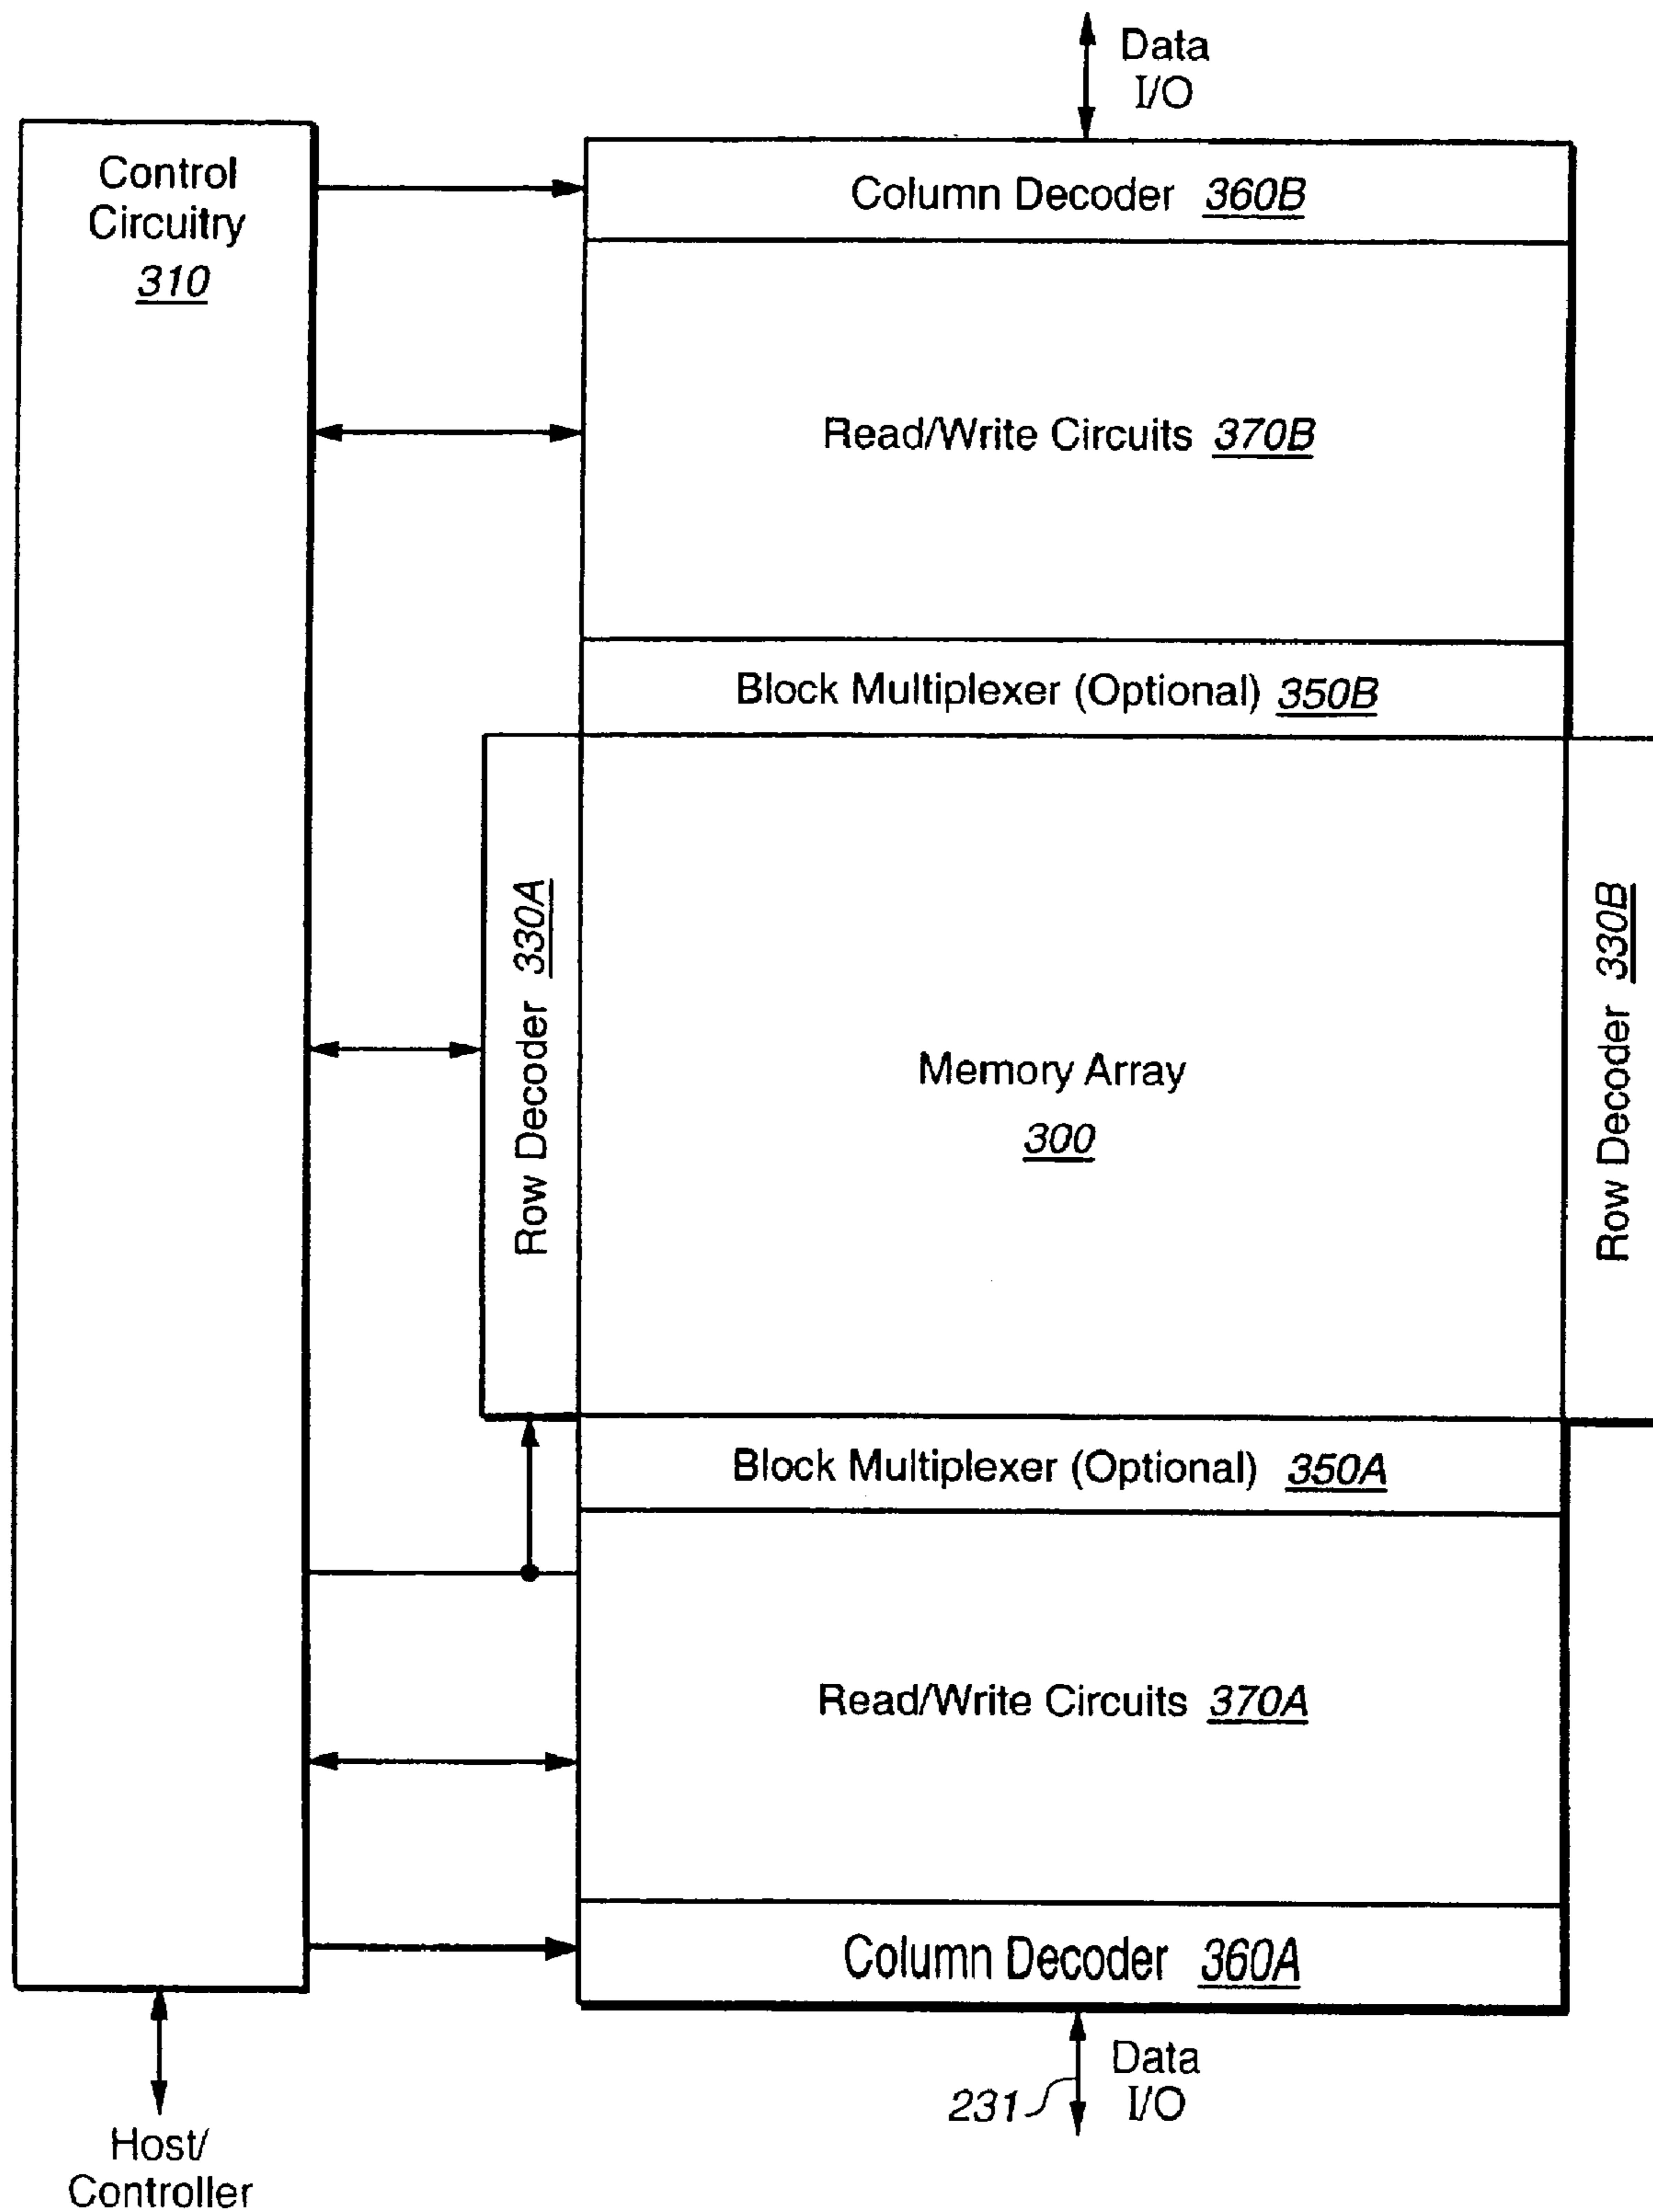 Data
I/O
Control
Circuitry
310
Column Decoder 360B
Read/Write Circuits 370B
Block Multiplexer (Optional) 350B
Row Decoder 330A
Memory Array
300
Row Decoder 330B
Block Multiplexer (Optional) 350A
Read/Write Circuits 370A
Column Decoder 360A
231
Data
I/O
Host/
Controller